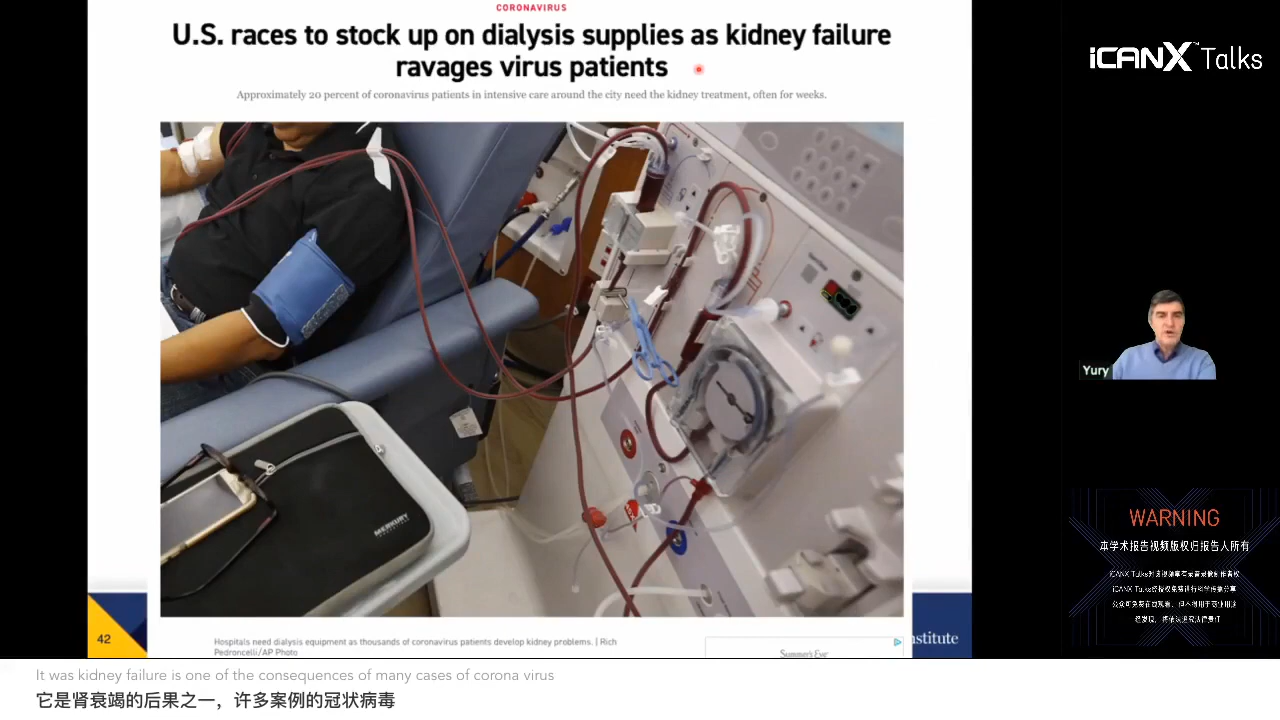 CORONAVIRUS
U.S. races to stock up on dialysis supplies as kidney failure
ravages virus patients
Approximately 20 percent of coronavirus patients in intensive care around the city need the kidney treatment, often for weeks.
iCANX Talks
Yury
MERKURY
WARNING
本学术报告视频版权归报告人所有
42
Hospitals need dialysis equipment as thousands of coronavirus patients develop kidney problems. | Rich
Pedroncelli/AP Photo
Summer's Eve
nstitute
It was kidney failure is one of the consequences of many cases of corona virus
它是肾衰竭的后果之一，许多案例的冠状病毒